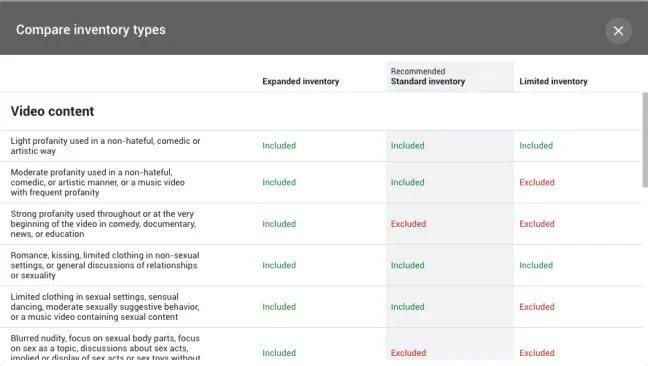 Compare inventory types
Recommended
Expanded inventory Standard inventory Limited inventory
Video content
Light profanity used in a non-hateful, comedic or
artistic way
Included Included Included
Moderate profanity used in a non-hateful,
comedic, or artistic manner, or a music video
with frequent profanity
Included Included Excluded
Strong profanity used throughout or at the very
beginning of the video in comedy, documentary,
news, or education
Included Excluded Excluded
Romance, kissing, limited clothing in non-sexual
settings, or general discussions of relationships
or sexuality
Included Included Included
Limited clothing in sexual settings, sensual
dancing, moderate sexually suggestive behavior,
or a music video containing sexual content
Included Included Excluded
Blurred nudity, focus on sexual body parts, focus
on sex as a topic, discussions about sex acts,
implied or display of sex acts or sex toys without
Included Excluded Excluded